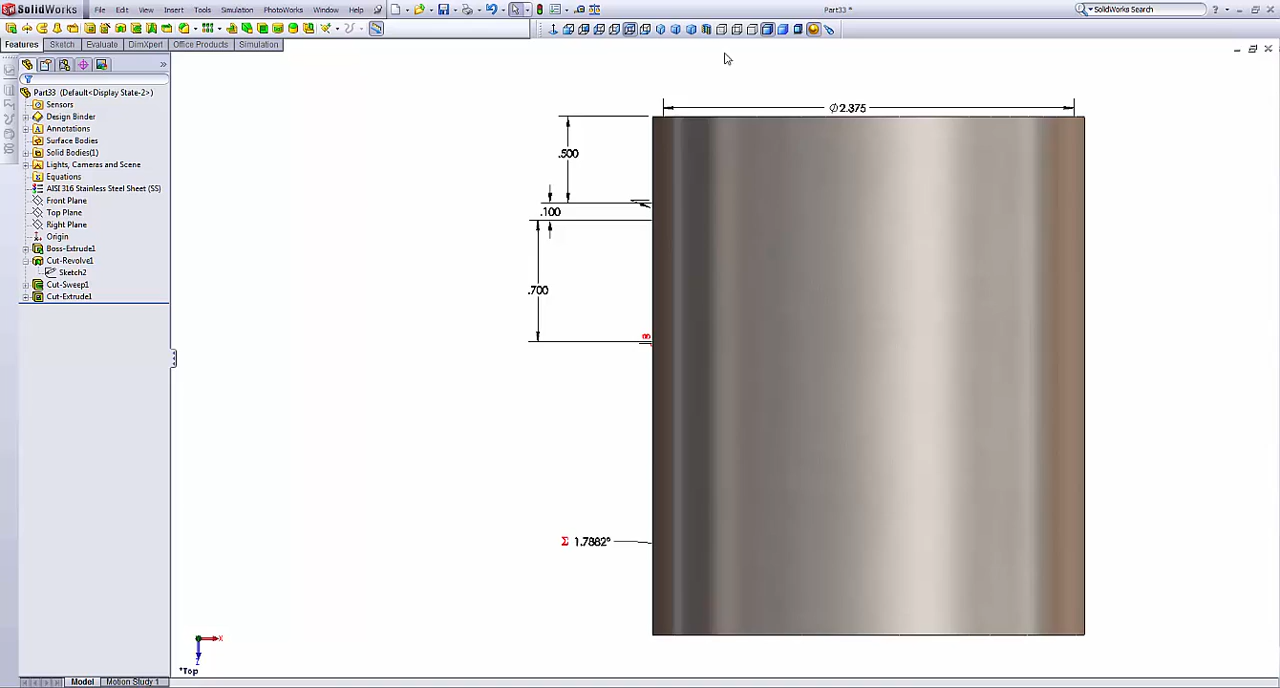 SolidWorks File Edit View Insert Tools Simulation PhotoWorks Window Help Part33 * SolidWorks Search ?
Features Sketch Evaluate DimXpert Office Products Simulation
Part33 (Default<Display State-2>)
Sensors
Design Binder
Annotations
Surface Bodies
Solid Bodies(1)
Lights, Cameras and Scene
Equations
AISI 316 Stainless Steel Sheet (SS)
Front Plane
Top Plane
Right Plane
Origin
Boss-Extrude1
Cut-Revolve1
Sketch2
Cut-Sweep1
Cut-Extrude1
∅2.375
.500
.100
.700
Σ 1.7882°
X
*Top
Model Motion Study 1